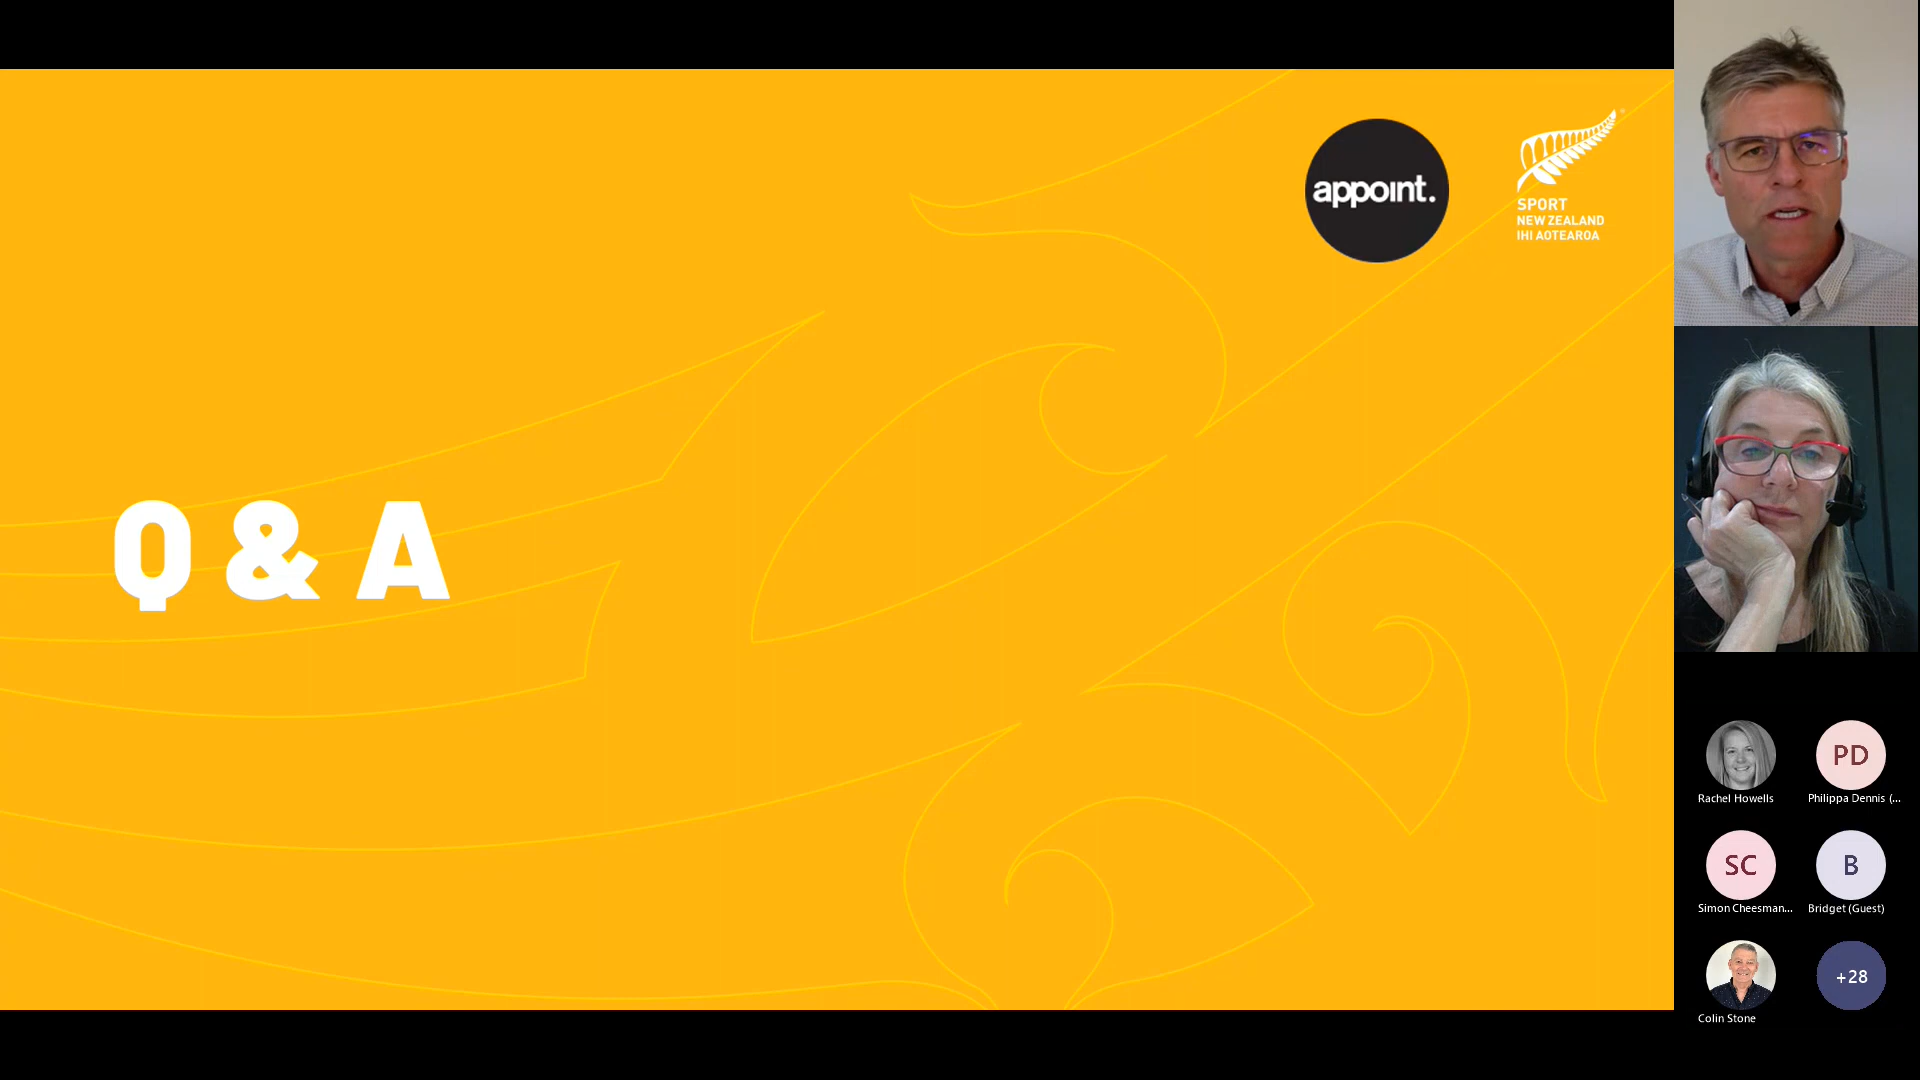 appoint.
SPORT
NEW ZEALAND
IHI AOTEAROA
Q & A
Rachel Howells
PD
Philippa Dennis (...
SC
Simon Cheesman...
B
Bridget (Guest)
Colin Stone
+28